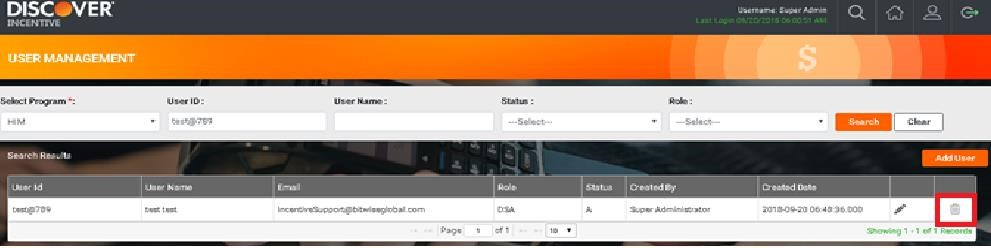 DISCOVER
INCENTIVE
Username: Super Admin
Last Login 09/20/2018 06:00:51 AM
USER MANAGEMENT
$
Select Program *: User ID : User Name : Status : Role :
HIM test@789 ---Select--- ---Select--- Search Clear
Search Results Add User
User Id User Name Email Role Status Created By Created Date
test@789 test test IncentiveSupport@bitwiseglobal.com DSA A Super Administrator 2018-09-20 06:48:36.000
Page 1 of 1 10 Showing 1 - 1 of 1 Records